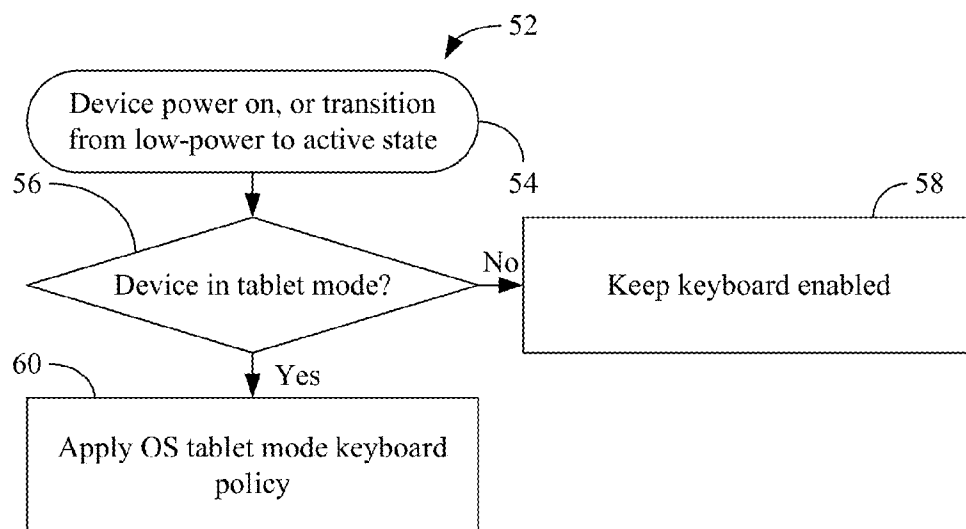 52
Device power on, or transition
from low-power to active state
54
56
58
Device in tablet mode?
No
Keep keyboard enabled
60
Yes
Apply OS tablet mode keyboard
policy